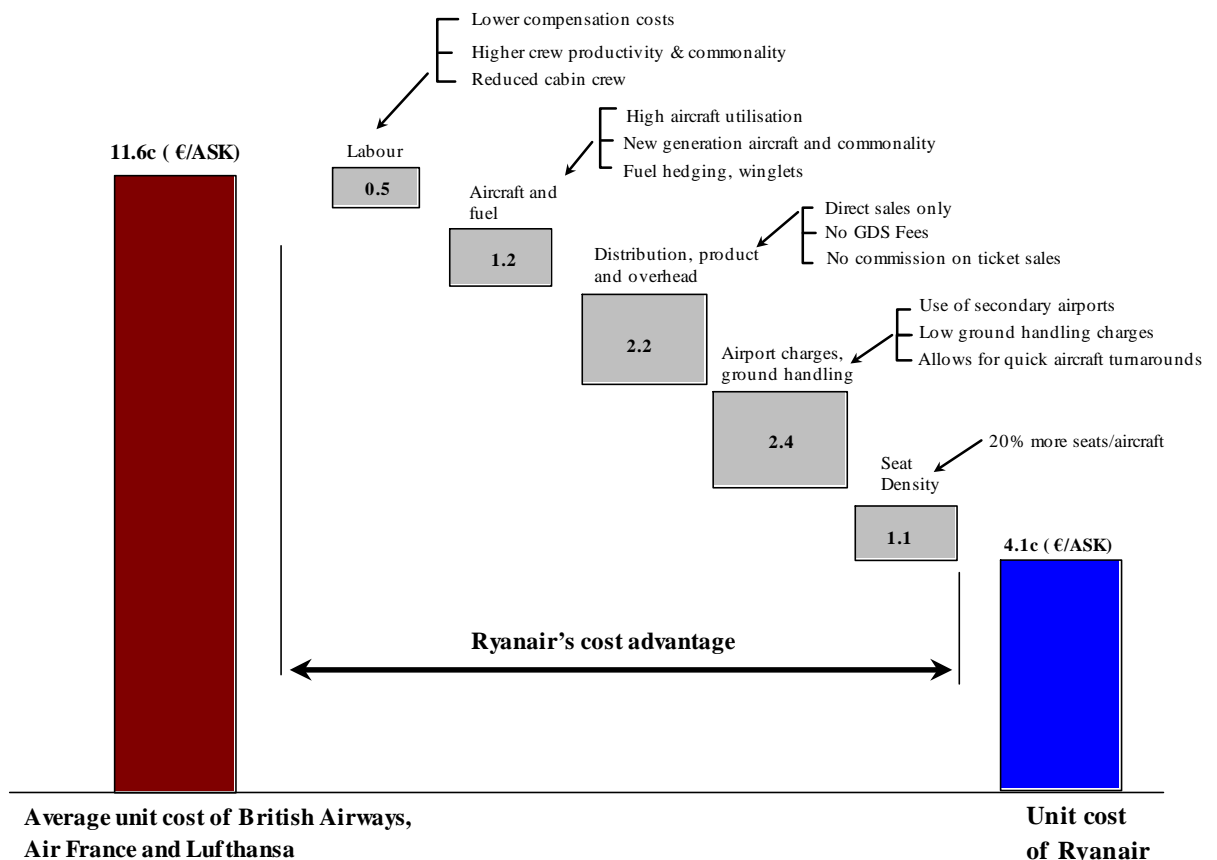 Lower compensation costs
Higher crew productivity & commonality
Reduced cabin crew
High aircraft utilisation
New generation aircraft and commonality
Fuel hedging, winglets
11.6c ( €/ASK)
Labour
0.5
Aircraft and
fuel
1.2
Direct sales only
No GDS Fees
No commission on ticket sales
Distribution, product
and overhead
2.2
Use of secondary airports
Low ground handling charges
Allows for quick aircraft turnarounds
Airport charges,
ground handling
2.4
20% more seats/aircraft
Seat
Density
1.1
4.1c ( €/ASK)
Ryanair's cost advantage
Average unit cost of British Airways,
Air France and Lufthansa
Unit cost
of Ryanair